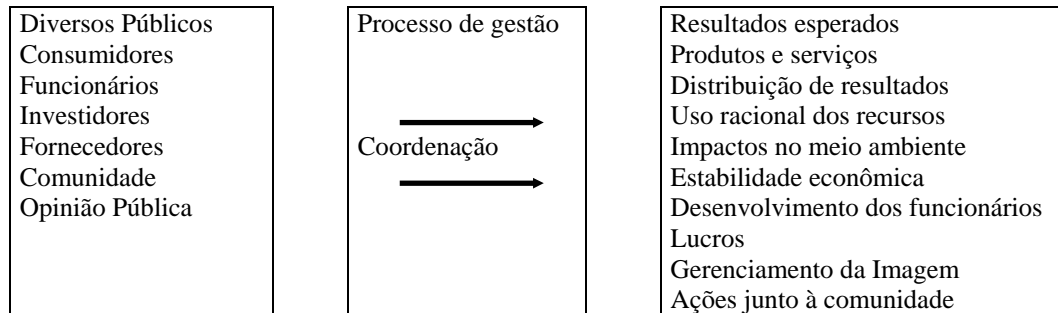 Diversos Públicos
Consumidores
Funcionários
Investidores
Fornecedores
Comunidade
Opinião Pública
Processo de gestão
Coordenação
Resultados esperados
Produtos e serviços
Distribuição de resultados
Uso racional dos recursos
Impactos no meio ambiente
Estabilidade econômica
Desenvolvimento dos funcionários
Lucros
Gerenciamento da Imagem
Ações junto à comunidade